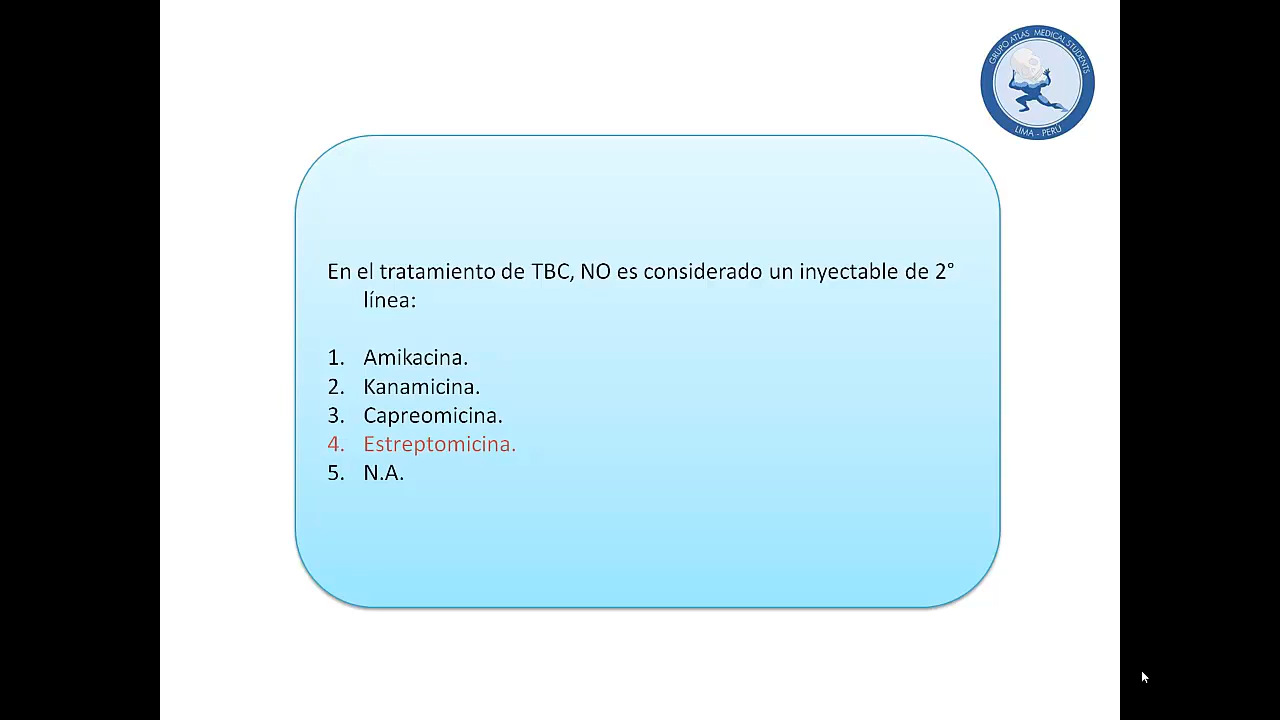 GRUPO ATLAS MEDICAL STUDENTS
LIMA - PERÚ
En el tratamiento de TBC, NO es considerado un inyectable de 2°
línea:
1. Amikacina.
2. Kanamicina.
3. Capreomicina.
4. Estreptomicina.
5. N.A.